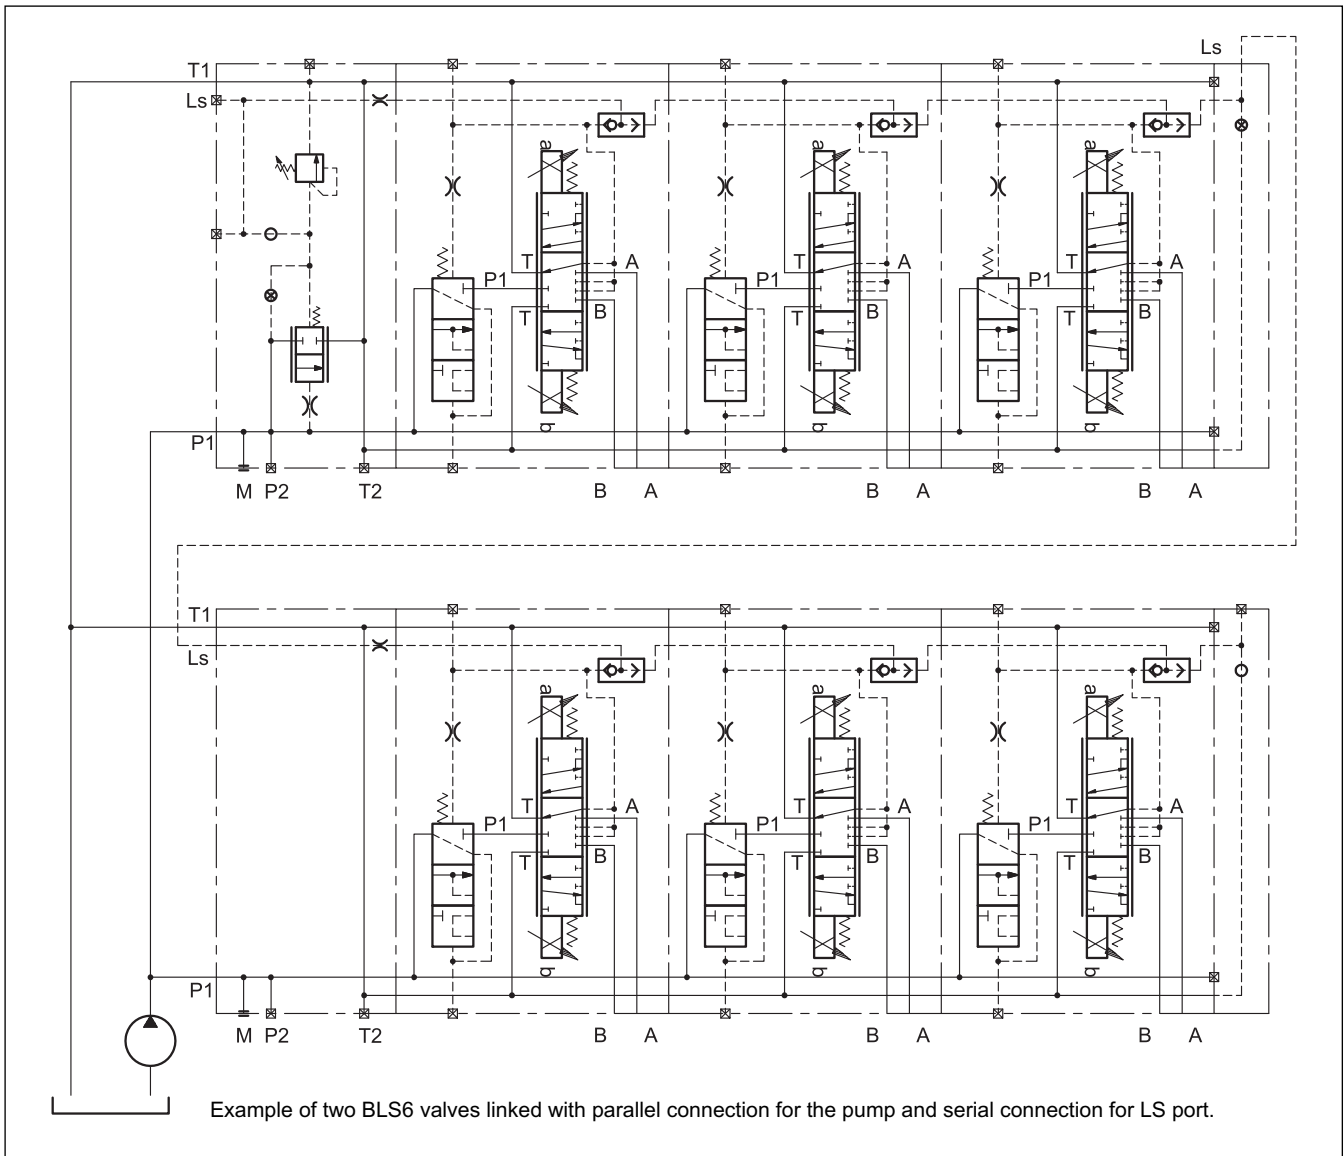 Ls
T1
Ls
a a a
T A T A T A
P1 P1 P1
T B T B T B
b b b
P1
M P2 T2 B A B A B A
T1
Ls
a a a
T A T A T A
P1 P1 P1
T B T B T B
b b b
P1
M P2 T2 B A B A B A
Example of two BLS6 valves linked with parallel connection for the pump and serial connection for LS port.